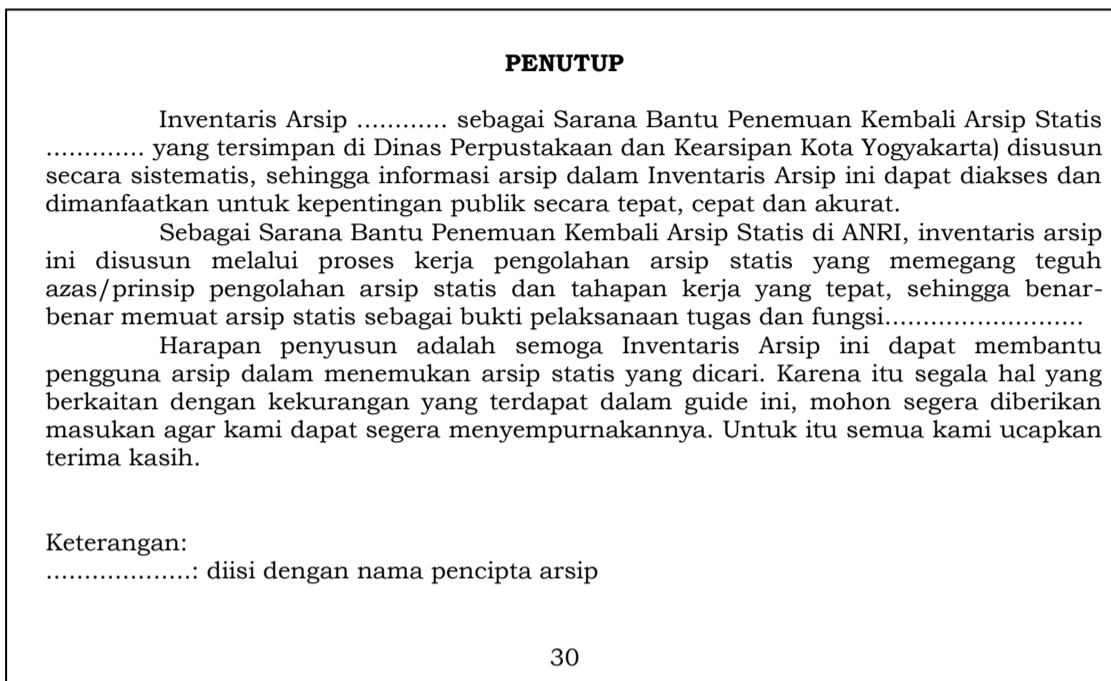 PENUTUP
Inventaris Arsip ............ sebagai Sarana Bantu Penemuan Kembali Arsip Statis
............. yang tersimpan di Dinas Perpustakaan dan Kearsipan Kota Yogyakarta) disusun
secara sistematis, sehingga informasi arsip dalam Inventaris Arsip ini dapat diakses dan
dimanfaatkan untuk kepentingan publik secara tepat, cepat dan akurat.
Sebagai Sarana Bantu Penemuan Kembali Arsip Statis di ANRI, inventaris arsip
ini disusun melalui proses kerja pengolahan arsip statis yang memegang teguh
azas/prinsip pengolahan arsip statis dan tahapan kerja yang tepat, sehingga benar-
benar memuat arsip statis sebagai bukti pelaksanaan tugas dan fungsi..........................
Harapan penyusun adalah semoga Inventaris Arsip ini dapat membantu
pengguna arsip dalam menemukan arsip statis yang dicari. Karena itu segala hal yang
berkaitan dengan kekurangan yang terdapat dalam guide ini, mohon segera diberikan
masukan agar kami dapat segera menyempurnakannya. Untuk itu semua kami ucapkan
terima kasih.
Keterangan:
...................: diisi dengan nama pencipta arsip
30